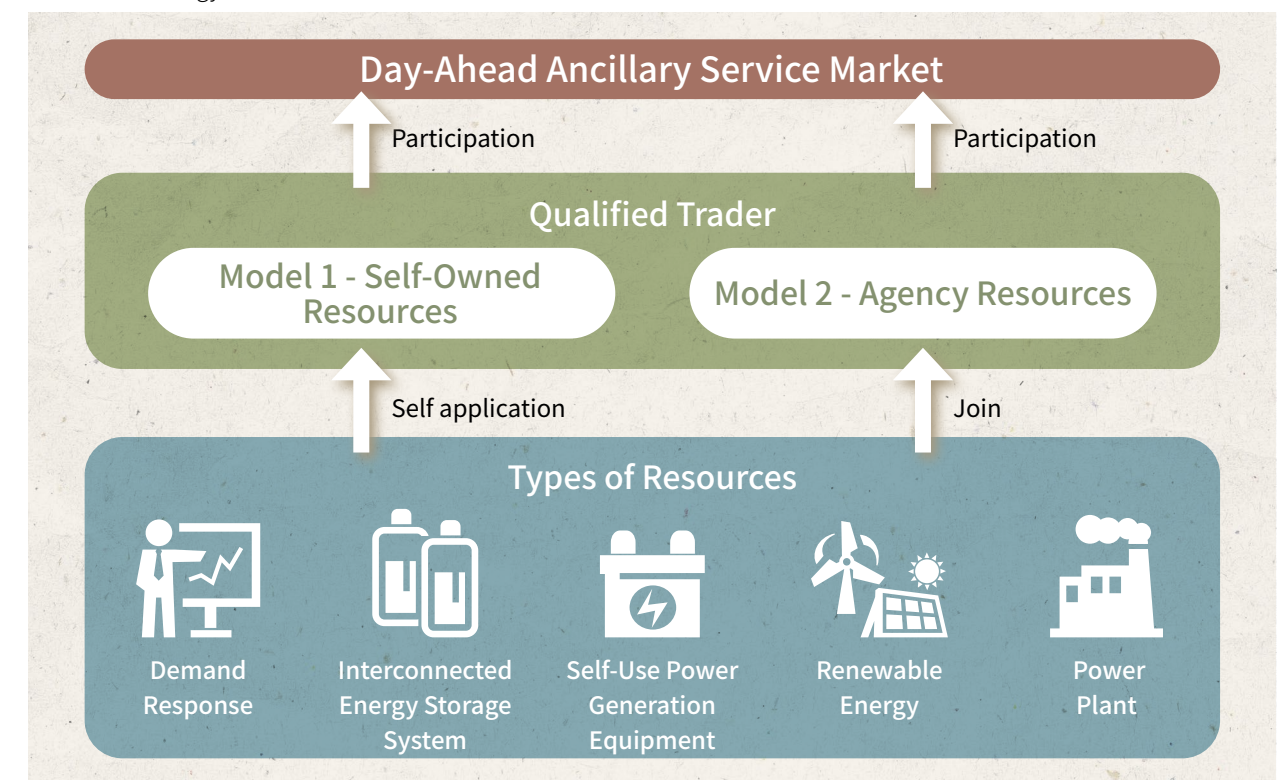 Day-Ahead Ancillary Service Market
Participation
Participation
Qualified Trader
Model 1 - Self-Owned
Resources
Model 2 - Agency Resources
Self application
Join
Types of Resources
Demand
Response
Interconnected
Energy Storage
System
Self-Use Power
Generation
Equipment
Renewable
Energy
Power
Plant